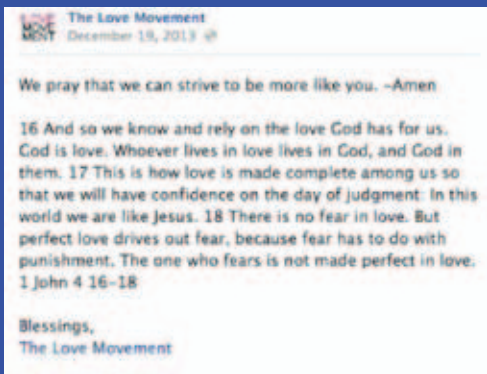 LOVE
MOVE
MENT
The Love Movement
December 19, 2013
We pray that we can strive to be more like you. ~Amen
16 And so we know and rely on the love God has for us.
God is love. Whoever lives in love lives in God, and God in
them. 17 This is how love is made complete among us so
that we will have confidence on the day of judgment: In this
world we are like Jesus. 18 There is no fear in love. But
perfect love drives out fear, because fear has to do with
punishment. The one who fears is not made perfect in love.
1 John 4 16-18
Blessings,
The Love Movement